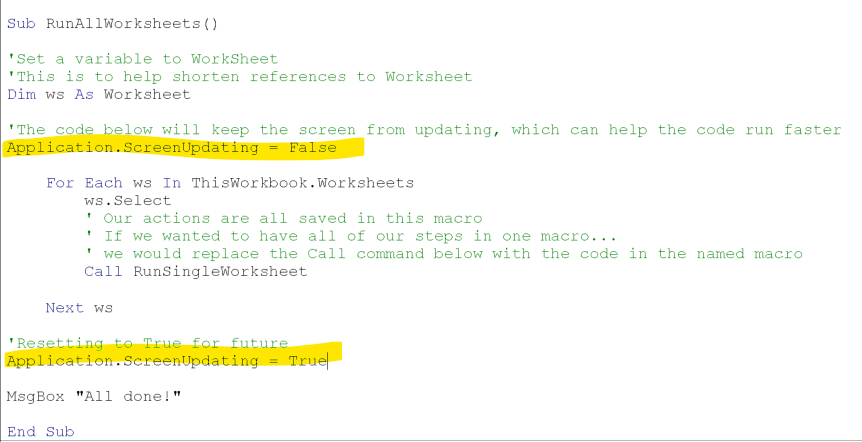 Sub RunAllWorksheets()
'Set a variable to WorkSheet
'This is to help shorten references to Worksheet
Dim ws As Worksheet
'The code below will keep the screen from updating, which can help the code run faster
Application.ScreenUpdating = False
For Each ws In ThisWorkbook.Worksheets
ws.Select
' Our actions are all saved in this macro
' If we wanted to have all of our steps in one macro...
' we would replace the Call command below with the code in the named macro
Call RunSingleWorksheet
Next ws
'Resetting to True for future
Application.ScreenUpdating = True
MsgBox "All done!"
End Sub